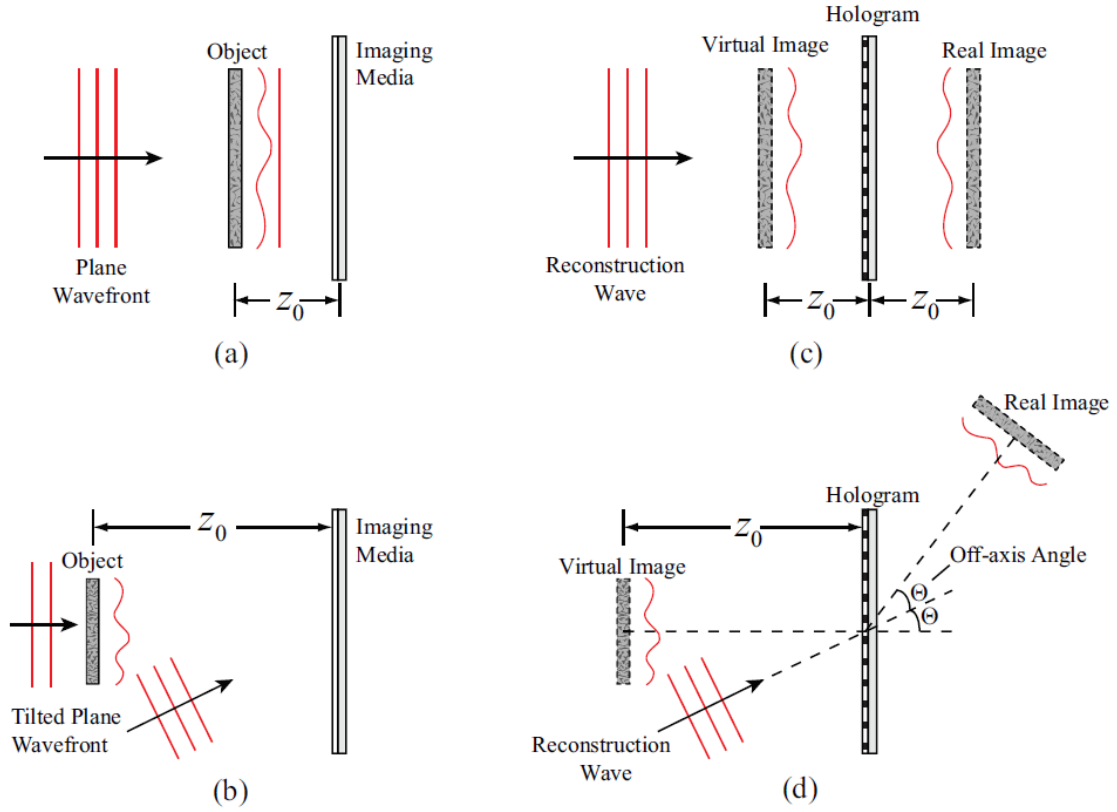 Object
Imaging
Media
Plane
Wavefront
z₀
(a)
Hologram
Virtual Image
Real Image
Reconstruction
Wave
z₀
z₀
(c)
z₀
Object
Imaging
Media
Tilted Plane
Wavefront
(b)
Real Image
Hologram
z₀
Virtual Image
Off-axis Angle
Θ
Θ
Reconstruction
Wave
(d)